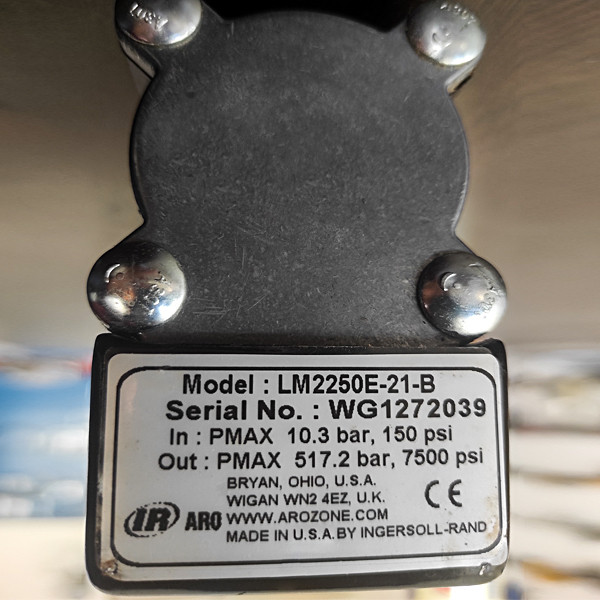 Model : LM2250E-21-B
Serial No. : WG1272039
In : PMAX 10.3 bar, 150 psi
Out : PMAX 517.2 bar, 7500 psi
BRYAN, OHIO, U.S.A.
WIGAN WN2 4EZ, U.K.
CE
IR ARO WWW.AROZONE.COM
MADE IN U.S.A. BY INGERSOLL-RAND